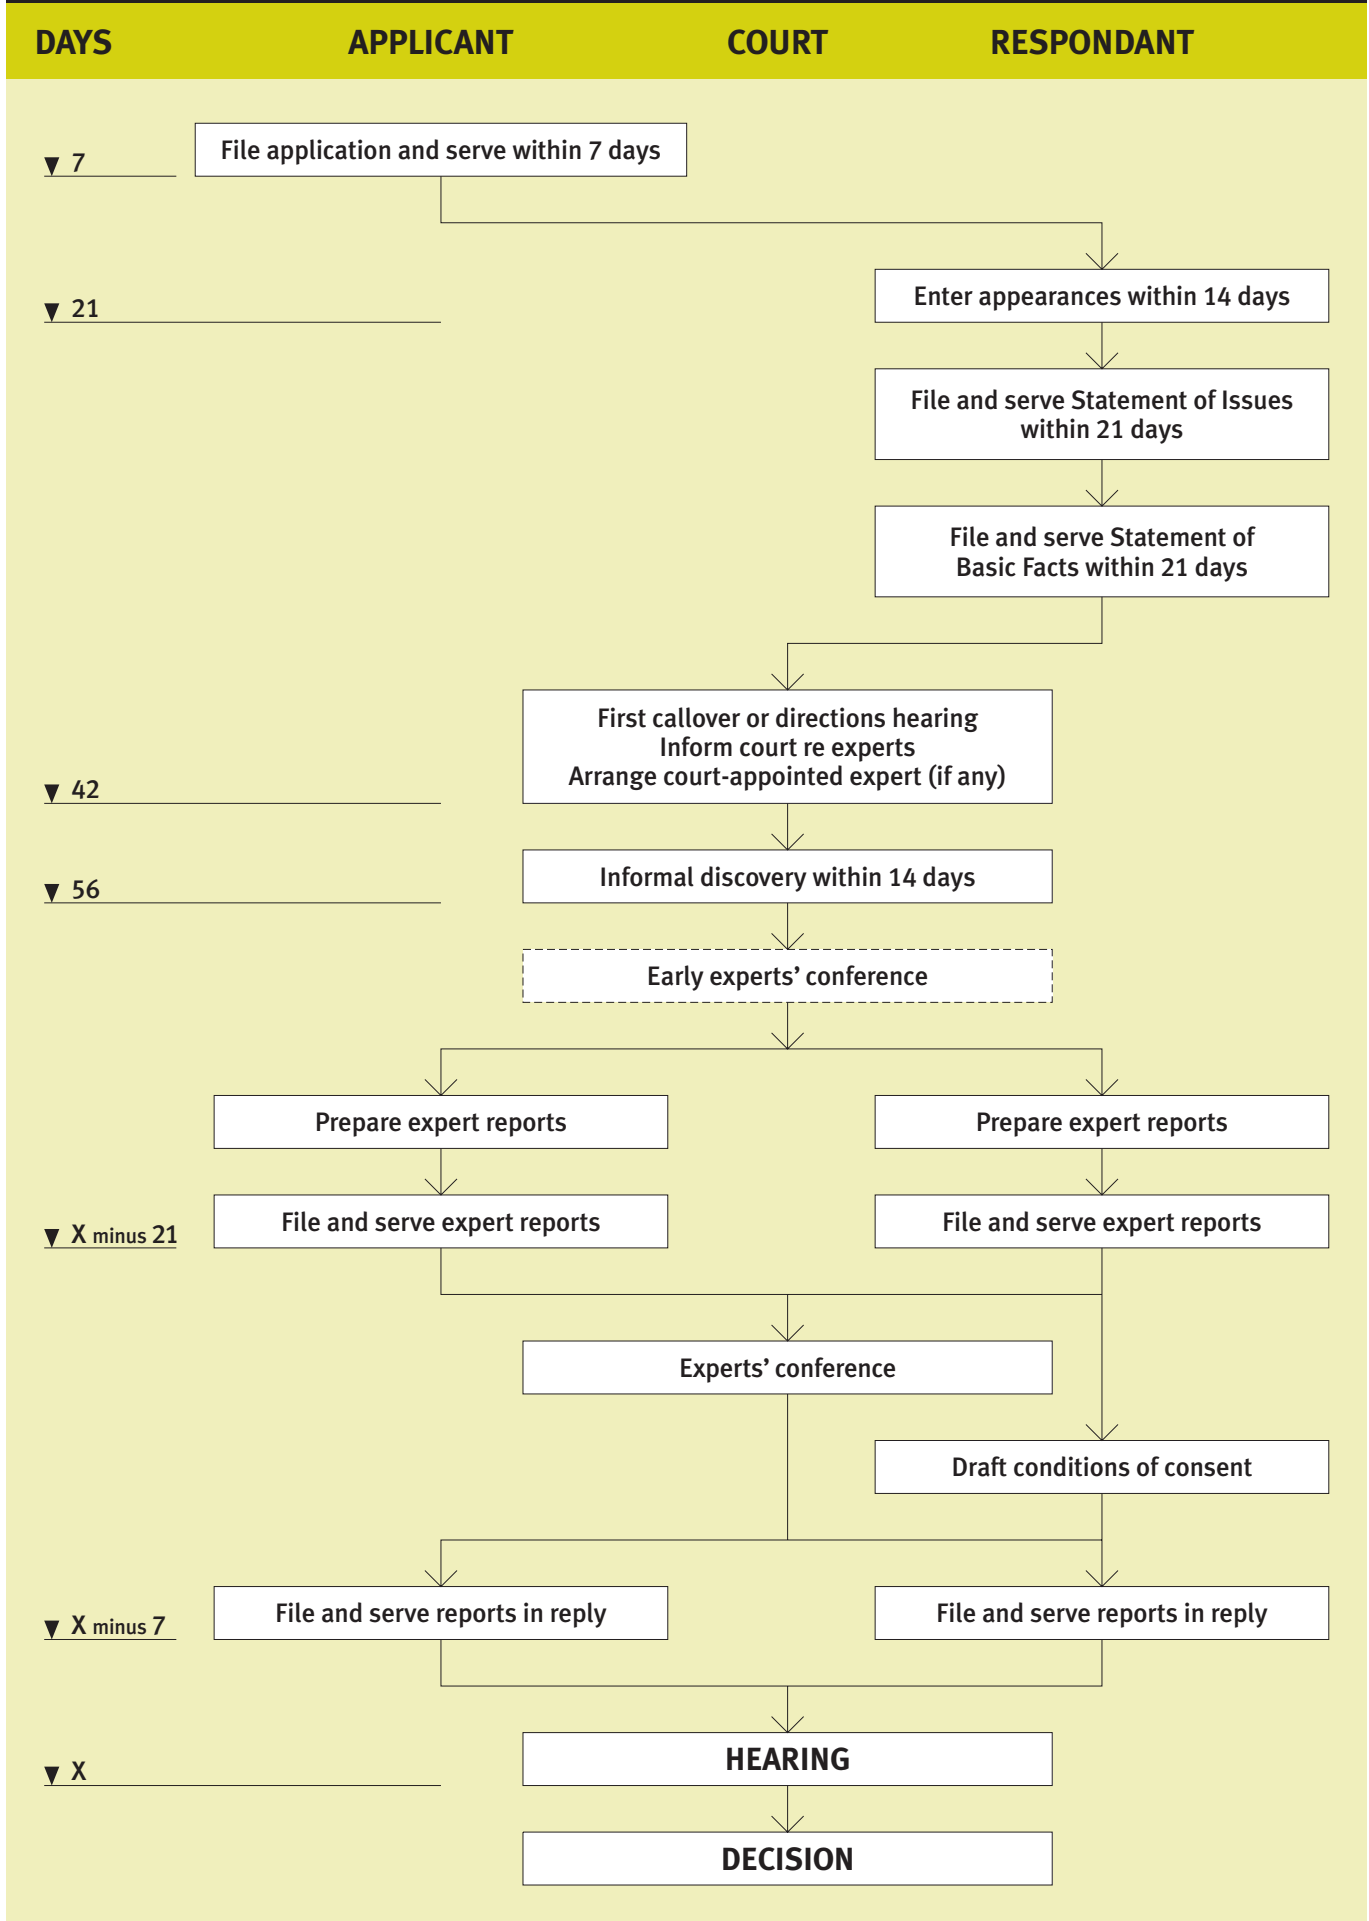 DAYS APPLICANT COURT RESPONDANT
File application and serve within 7 days
▼ 7
Enter appearances within 14 days
▼ 21
File and serve Statement of Issues
within 21 days
File and serve Statement of
Basic Facts within 21 days
First callover or directions hearing
Inform court re experts
Arrange court-appointed expert (if any)
▼ 42
Informal discovery within 14 days
▼ 56
Early experts’ conference
Prepare expert reports
Prepare expert reports
▼ X minus 21
File and serve expert reports
File and serve expert reports
Experts’ conference
Draft conditions of consent
▼ X minus 7
File and serve reports in reply
File and serve reports in reply
HEARING
▼ X
DECISION